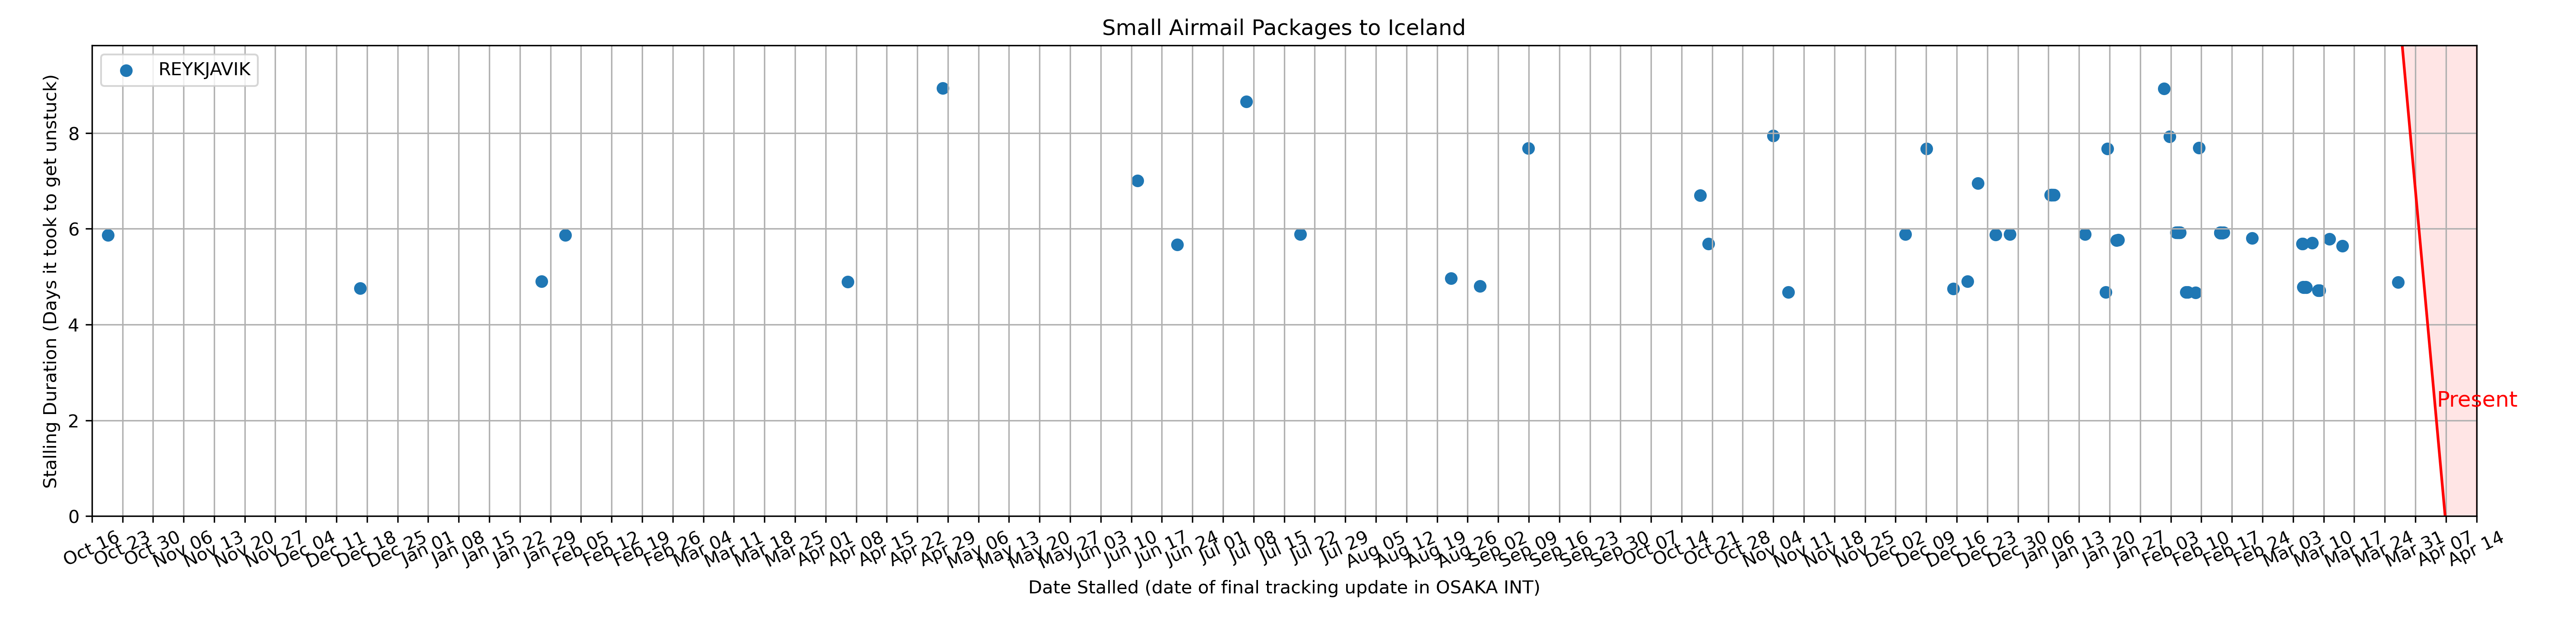 Small Airmail Packages to Iceland
REYKJAVIK
Stalling Duration (Days it took to get unstuck)
8
6
4
2
0
Present
Oct 16 Oct 23 Oct 30 Nov 06 Nov 13 Nov 20 Nov 27 Dec 04 Dec 11 Dec 18 Dec 25 Jan 01 Jan 08 Jan 15 Jan 22 Jan 29 Feb 05 Feb 12 Feb 19 Feb 26 Mar 04 Mar 11 Mar 18 Mar 25 Apr 01 Apr 08 Apr 15 Apr 22 Apr 29 May 06 May 13 May 20 May 27 Jun 03 Jun 10 Jun 17 Jun 24 Jul 01 Jul 08 Jul 15 Jul 22 Jul 29 Aug 05 Aug 12 Aug 19 Aug 26 Sep 02 Sep 09 Sep 16 Sep 23 Sep 30 Oct 07 Oct 14 Oct 21 Oct 28 Nov 04 Nov 11 Nov 18 Nov 25 Dec 02 Dec 09 Dec 16 Dec 23 Dec 30 Jan 06 Jan 13 Jan 20 Jan 27 Feb 03 Feb 10 Feb 17 Feb 24 Mar 03 Mar 10 Mar 17 Mar 24 Mar 31 Apr 07 Apr 14
Date Stalled (date of final tracking update in OSAKA INT)